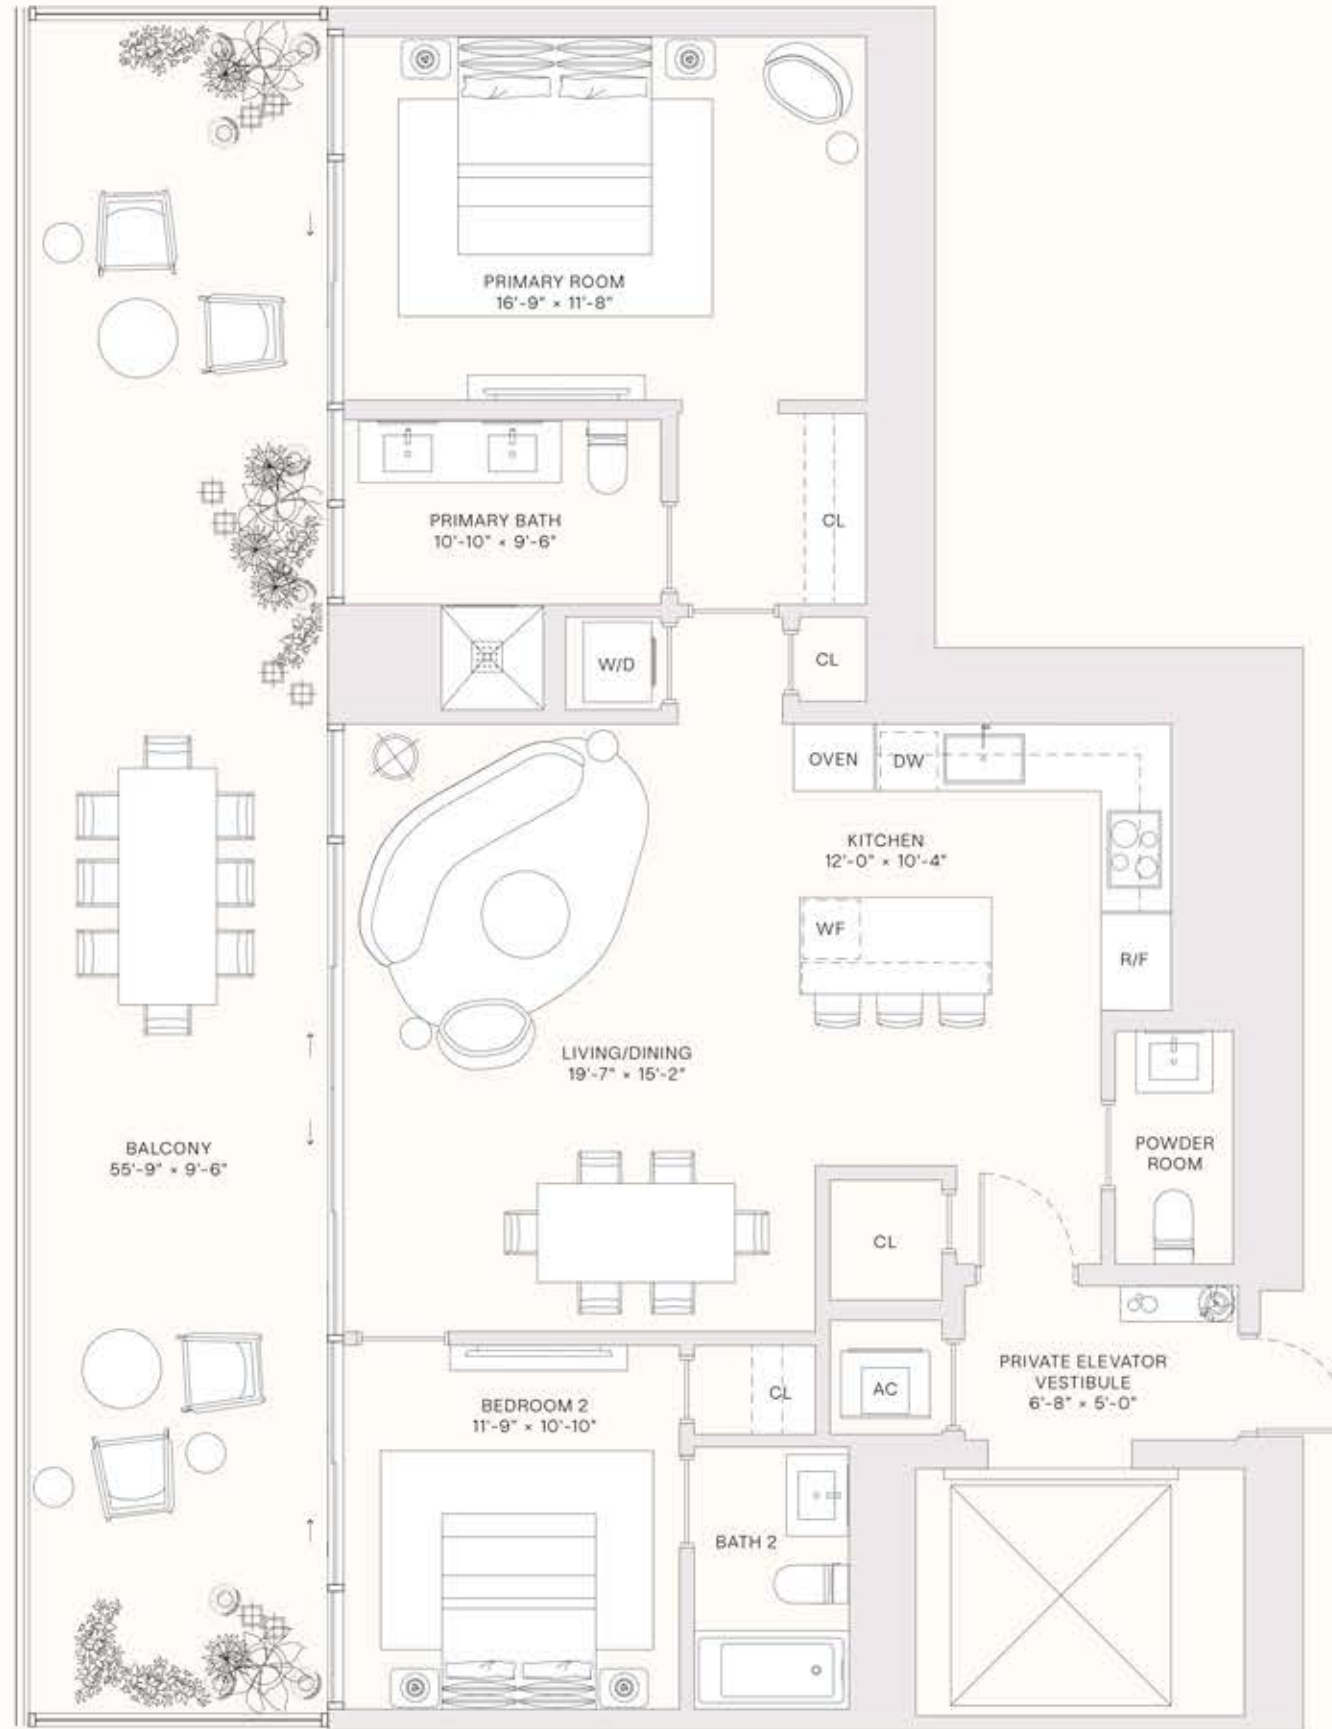 PRIMARY ROOM
16'-9" × 11'-8"
PRIMARY BATH
10'-10" × 9'-6"
CL
W/D
CL
OVEN
DW
KITCHEN
12'-0" × 10'-4"
WF
R/F
LIVING/DINING
19'-7" × 15'-2"
BALCONY
55'-9" × 9'-6"
POWDER
ROOM
CL
PRIVATE ELEVATOR
VESTIBULE
6'-8" × 5'-0"
AC
CL
BEDROOM 2
11'-9" × 10'-10"
BATH 2